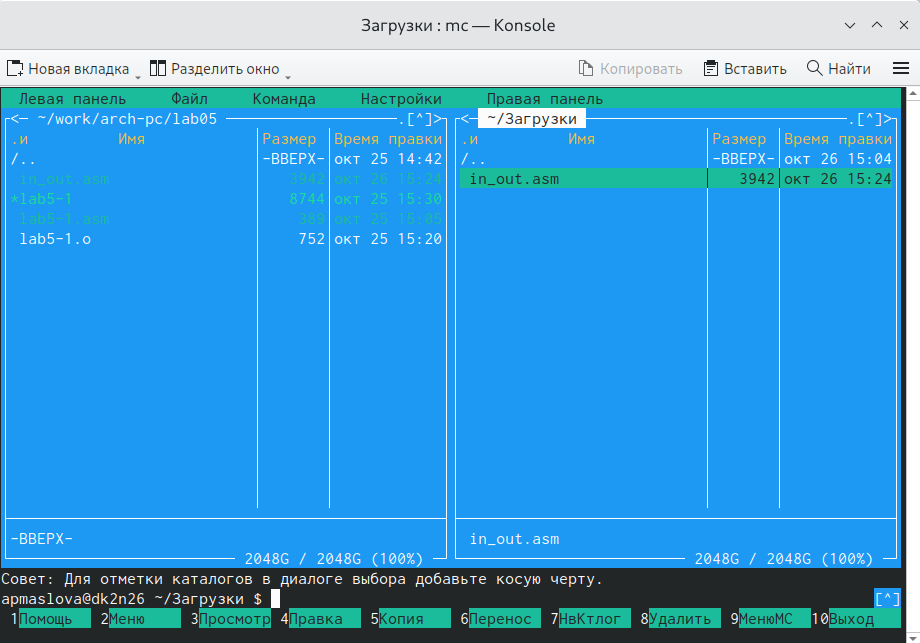 Загрузки : mc — Konsole
Новая вкладка Разделить окно Копировать Вставить Найти
Левая панель Файл Команда Настройки Правая панель
<— ~/work/arch-pc/lab05 .[^]> <— ~/Загрузки .[^]>
.и Имя Размер Время правки .и Имя Размер Время правки
/.. -ВВЕРХ- окт 25 14:42 /.. -ВВЕРХ- окт 26 15:04
in_out.asm 3942 окт 26 15:24 in_out.asm 3942 окт 26 15:24
*lab5-1 8744 окт 25 15:30
lab5-1.asm окт 25
lab5-1.o 752 окт 25 15:20
-ВВЕРХ- in_out.asm
2048G / 2048G (100%) 2048G / 2048G (100%)
Совет: Для отметки каталогов в диалоге выбора добавьте косую черту.
apmaslova@dk2n26 ~/Загрузки $ [^]
1Помощь 2Меню 3Просмотр 4Правка 5Копия 6Перенос 7НвКтлог 8Удалить 9МенюMC 10Выход